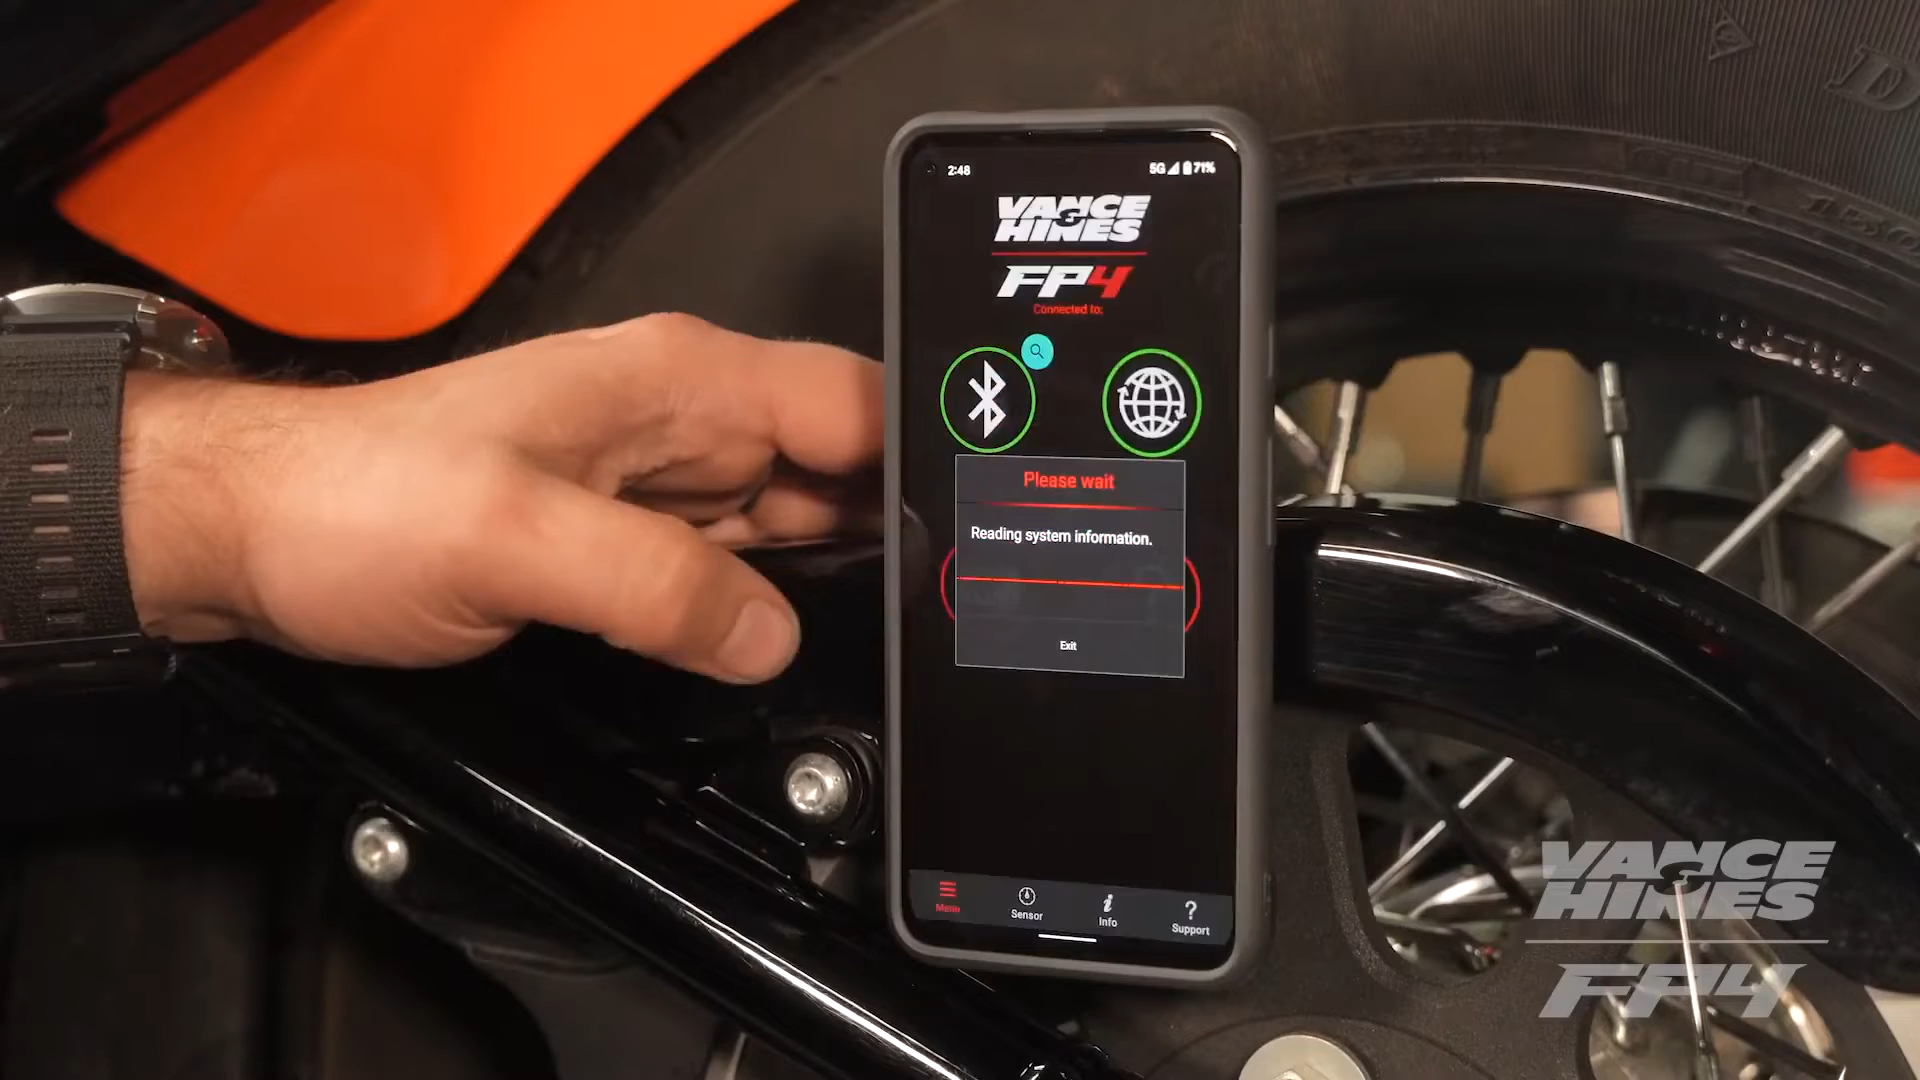 2:48
5G 71%
VANCE & HINES
FP4
Connected to:
Please wait
Reading system information.
Exit
Menu
Sensor
Info
Support
VANCE & HINES
FP4